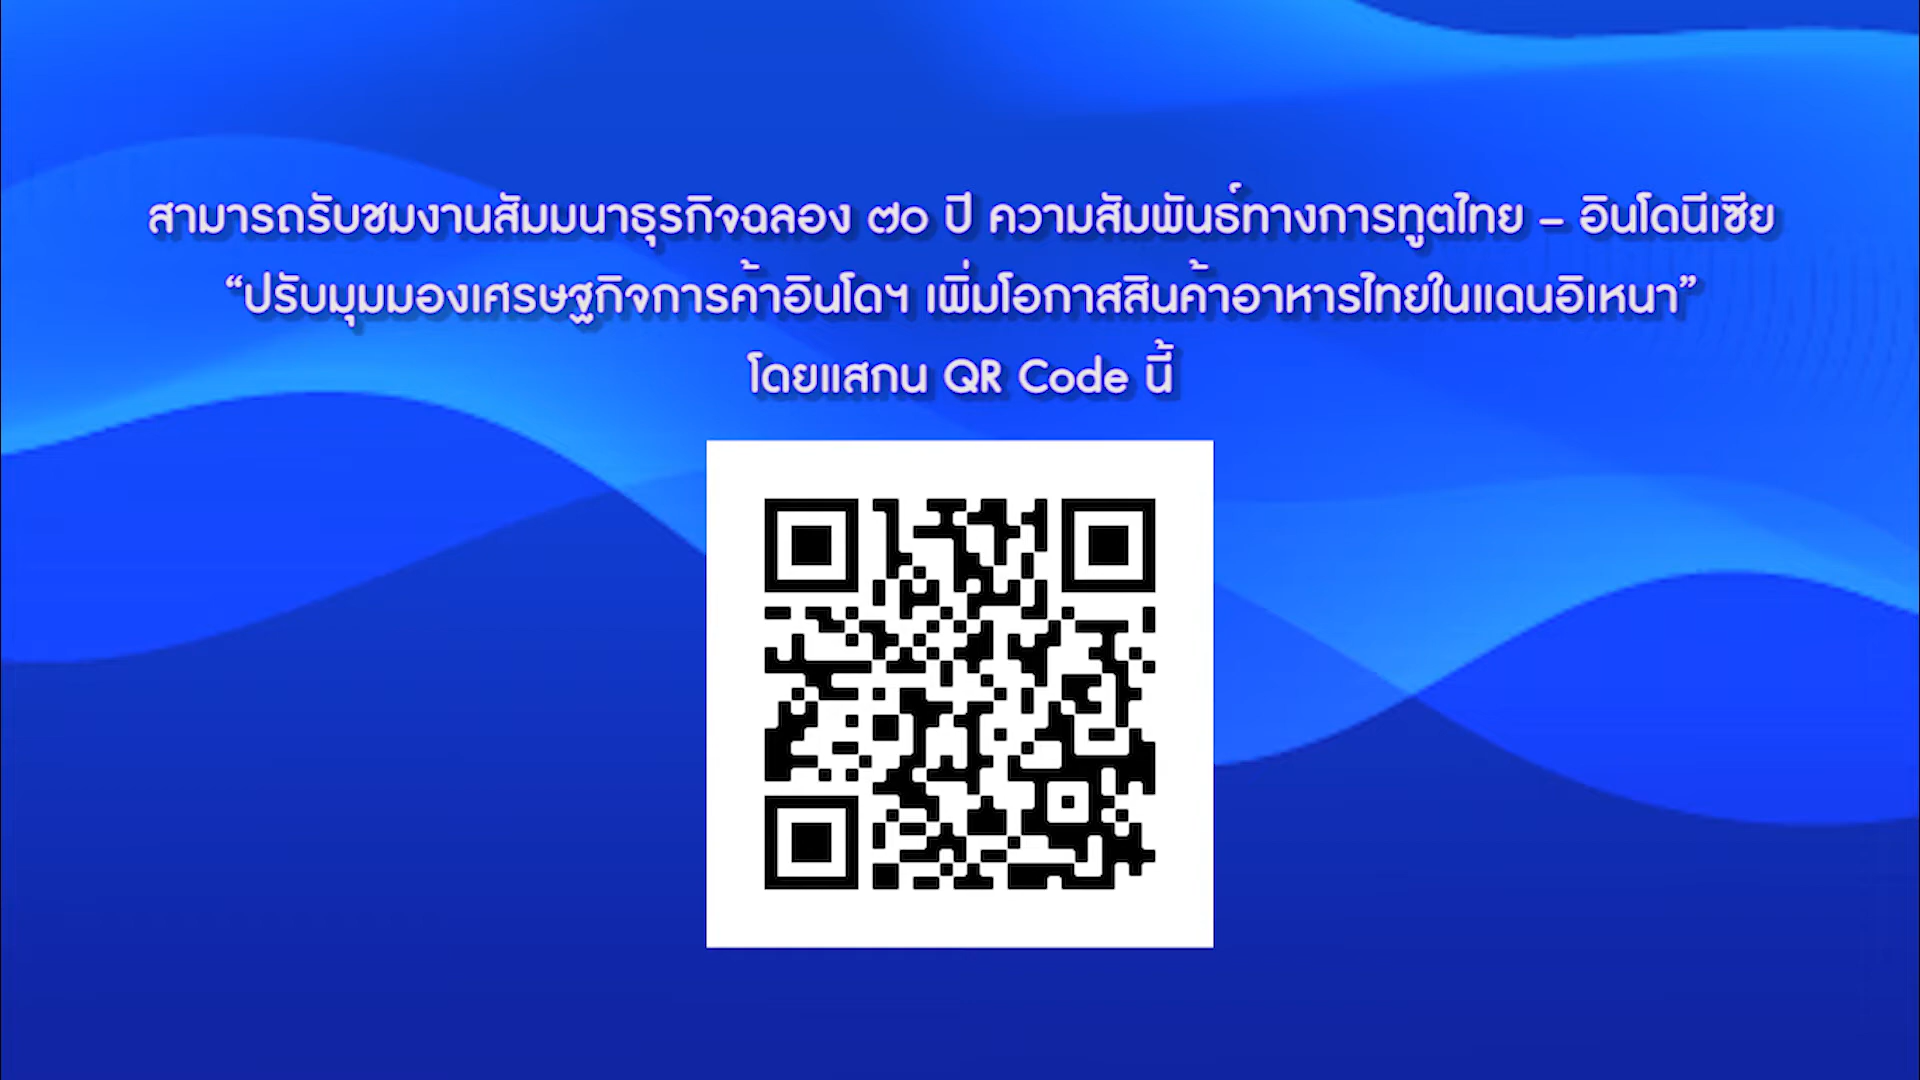 สามารถรับชมงานสัมมนาธุรกิจฉลอง ๗๐ ปี ความสัมพันธ์ทางการทูตไทย – อินโดนีเซีย
“ปรับมุมมองเศรษฐกิจการค้าอินโดฯ เพิ่มโอกาสสินค้าอาหารไทยในแดนอิเหนา”
โดยแสกน QR Code นี้